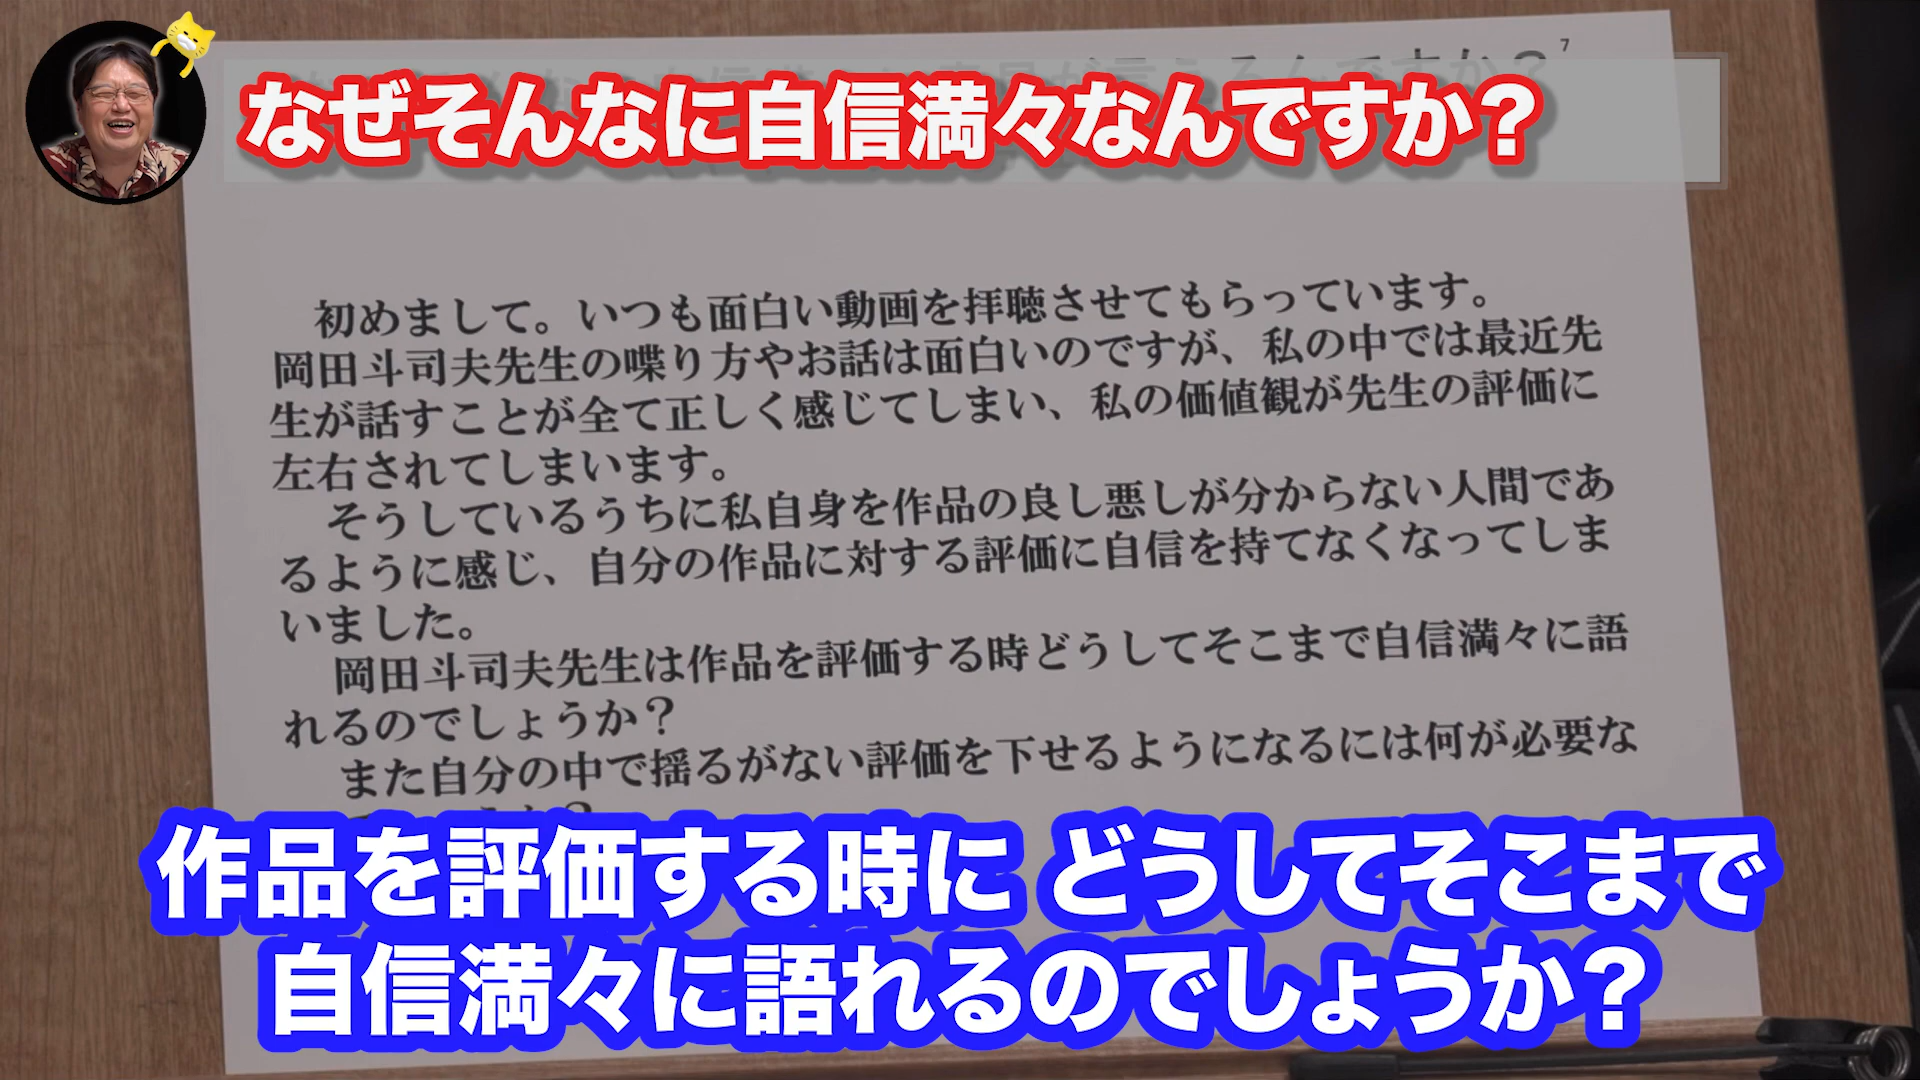 7
なぜそんなに自信満々なんですか？
初めまして。いつも面白い動画を拝聴させてもらっています。
岡田斗司夫先生の喋り方やお話は面白いのですが、私の中では最近先
生が話すことが全て正しく感じてしまい、私の価値観が先生の評価に
左右されてしまいます。
そうしているうちに私自身を作品の良し悪しが分からない人間であ
るように感じ、自分の作品に対する評価に自信を持てなくなってしま
いました。
岡田斗司夫先生は作品を評価する時どうしてそこまで自信満々に語
れるのでしょうか？
また自分の中で揺るがない評価を下せるようになるには何が必要な
作品を評価する時に どうしてそこまで
自信満々に語れるのでしょうか？